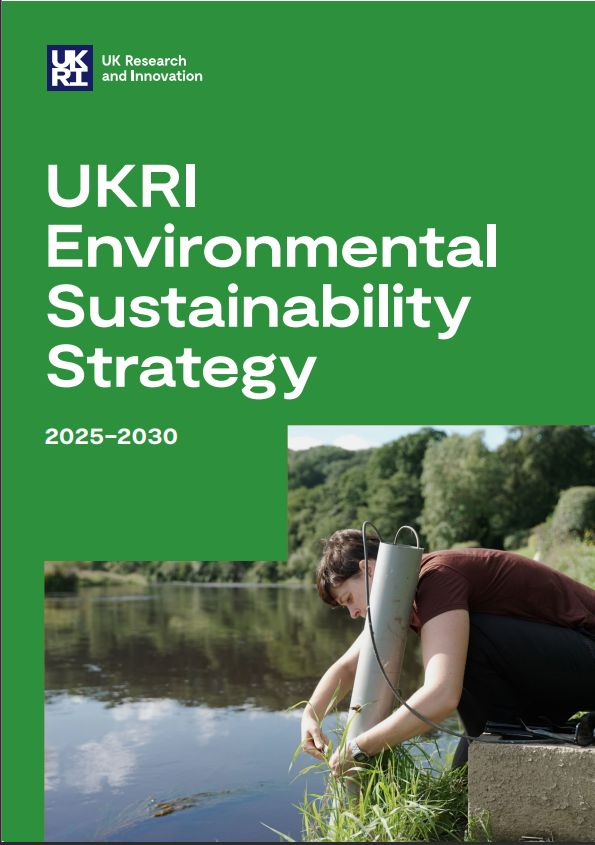 UK
RI
UK Research
and Innovation
UKRI
Environmental
Sustainability
Strategy
2025–2030